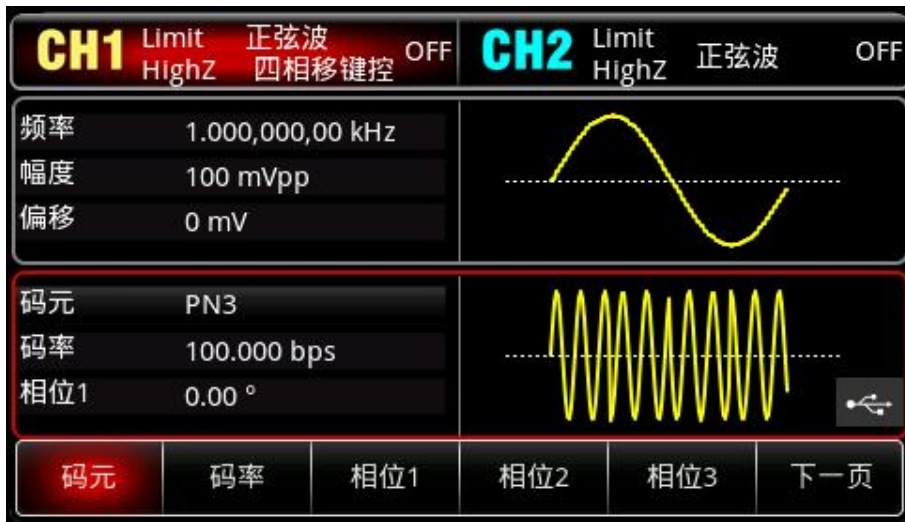 CH1 Limit 正弦波 OFF CH2 Limit 正弦波 OFF
HighZ 四相移键控 HighZ
频率 1.000,000,00 kHz
幅度 100 mVpp
偏移 0 mV
码元 PN3
码率 100.000 bps
相位1 0.00 °
码元 码率 相位1 相位2 相位3 下一页